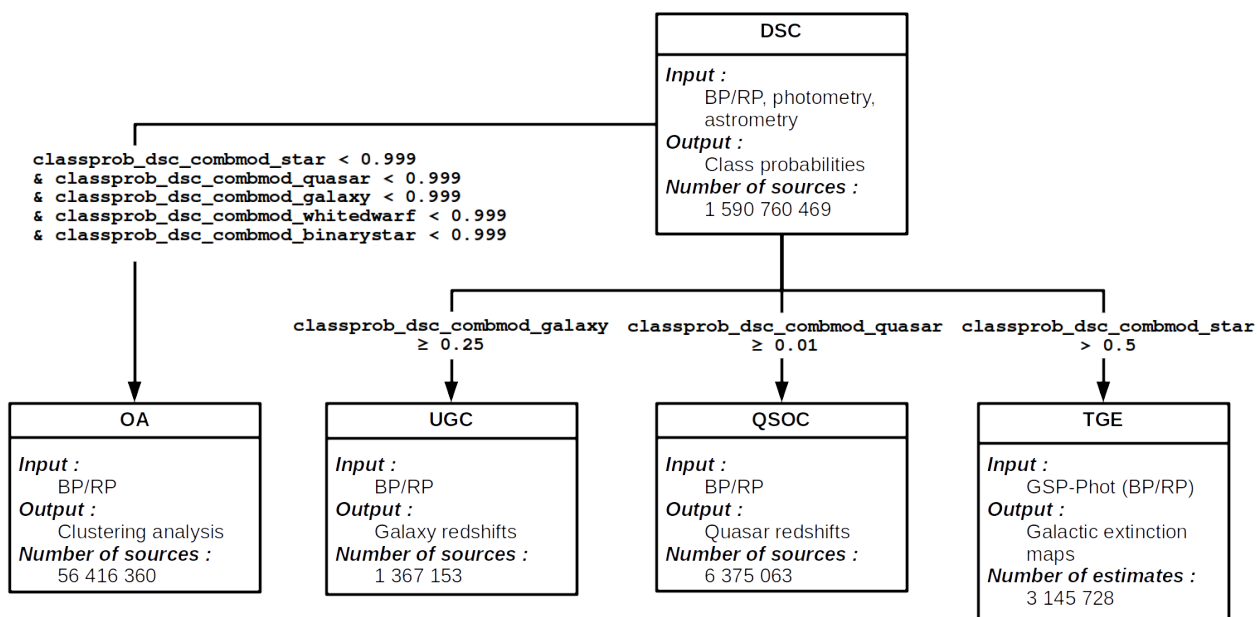 DSC
Input :
BP/RP, photometry,
astrometry
Output :
Class probabilities
Number of sources :
1 590 760 469
classprob_dsc_combmod_star < 0.999
& classprob_dsc_combmod_quasar < 0.999
& classprob_dsc_combmod_galaxy < 0.999
& classprob_dsc_combmod_whitedwarf < 0.999
& classprob_dsc_combmod_binarystar < 0.999
classprob_dsc_combmod_galaxy
≥ 0.25
classprob_dsc_combmod_quasar
≥ 0.01
classprob_dsc_combmod_star
> 0.5
OA
Input :
BP/RP
Output :
Clustering analysis
Number of sources :
56 416 360
UGC
Input :
BP/RP
Output :
Galaxy redshifts
Number of sources :
1 367 153
QSOC
Input :
BP/RP
Output :
Quasar redshifts
Number of sources :
6 375 063
TGE
Input :
GSP-Phot (BP/RP)
Output :
Galactic extinction
maps
Number of estimates :
3 145 728